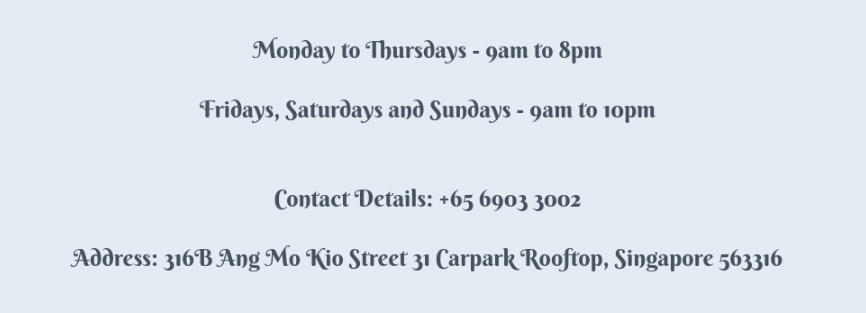 Monday to Thursdays - 9am to 8pm
Fridays, Saturdays and Sundays - 9am to 10pm
Contact Details: +65 6903 3002
Address: 316B Ang Mo Kio Street 31 Carpark Rooftop, Singapore 563316